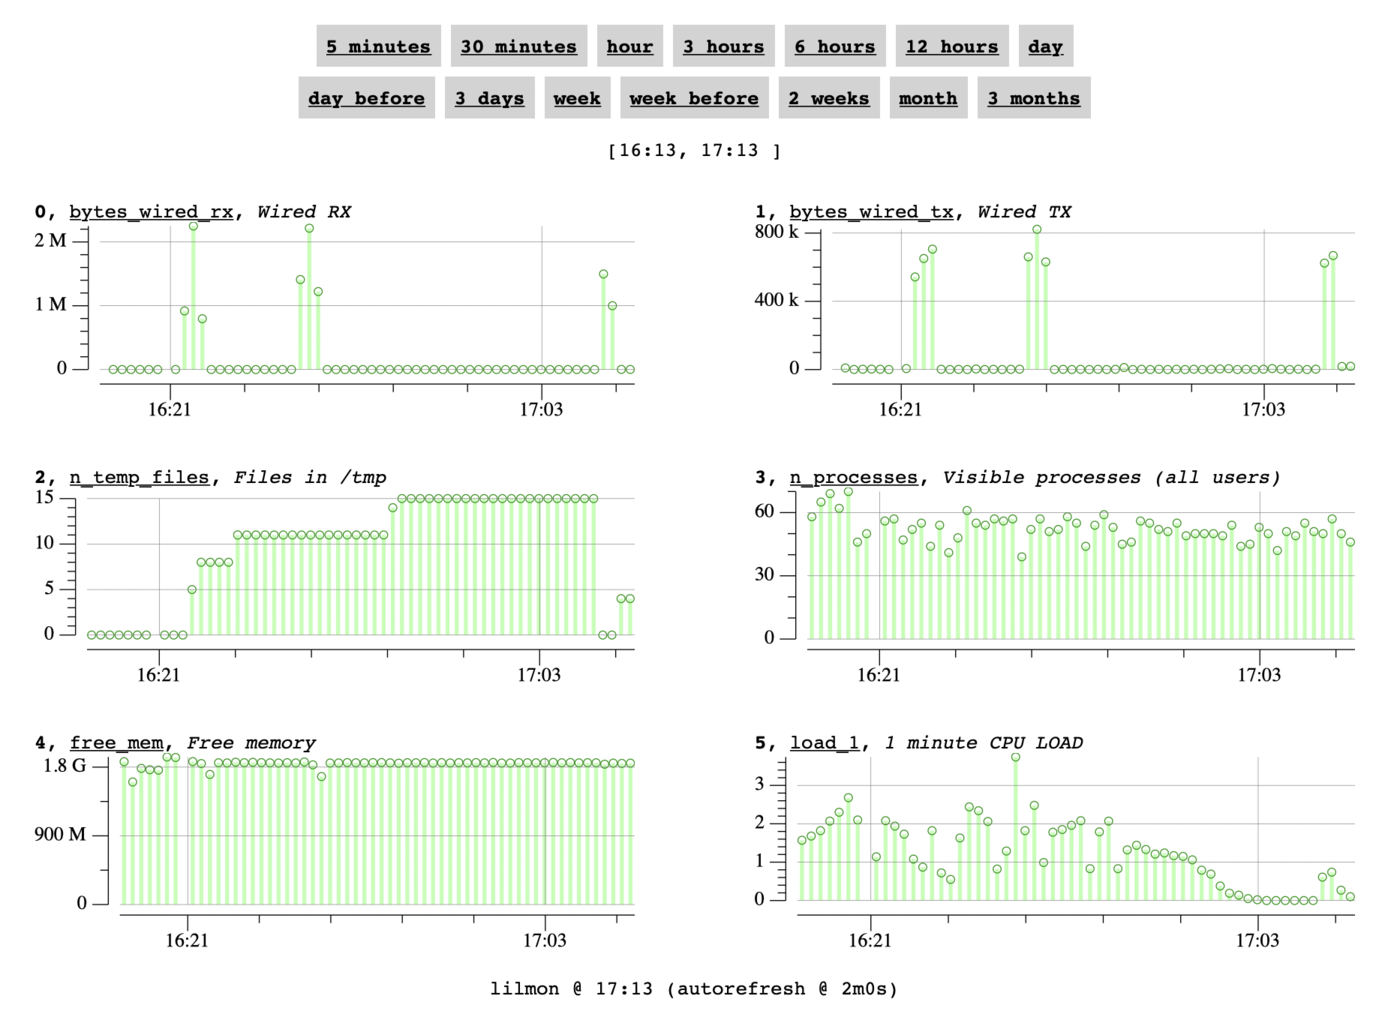 5 minutes 30 minutes hour 3 hours 6 hours 12 hours day
day before 3 days week week before 2 weeks month 3 months
[16:13, 17:13 ]
0, bytes_wired_rx, Wired RX
2 M
1 M
0
16:21 17:03
1, bytes_wired_tx, Wired TX
800 k
400 k
0
16:21 17:03
2, n_temp_files, Files in /tmp
15
10
5
0
16:21 17:03
3, n_processes, Visible processes (all users)
60
30
0
16:21 17:03
4, free_mem, Free memory
1.8 G
900 M
0
16:21 17:03
5, load_1, 1 minute CPU LOAD
3
2
1
0
16:21 17:03
lilmon @ 17:13 (autorefresh @ 2m0s)